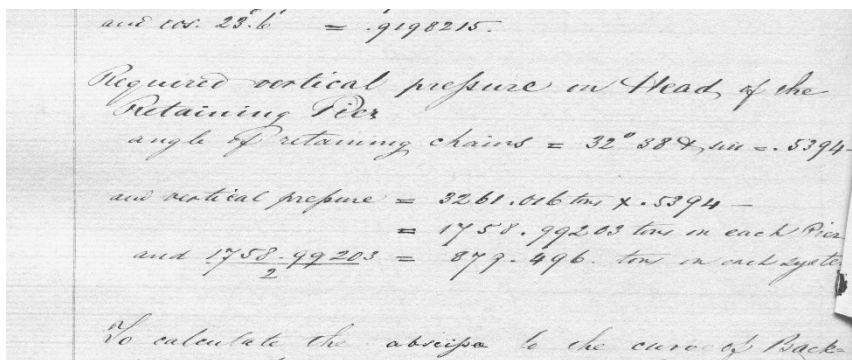 and cos. 23° 6' = .9198215.
Required vertical pressure on Head of the
Retaining Pier
angle of retaining chains = 32° 38' & sin = .5394
and vertical pressure = 3261.016 tons x .5394 –
= 1758.99203 tons in each Pier
and 1758.99203 = 879.496. tons on each syste
2
To calculate the abscissa to the curve of Back-